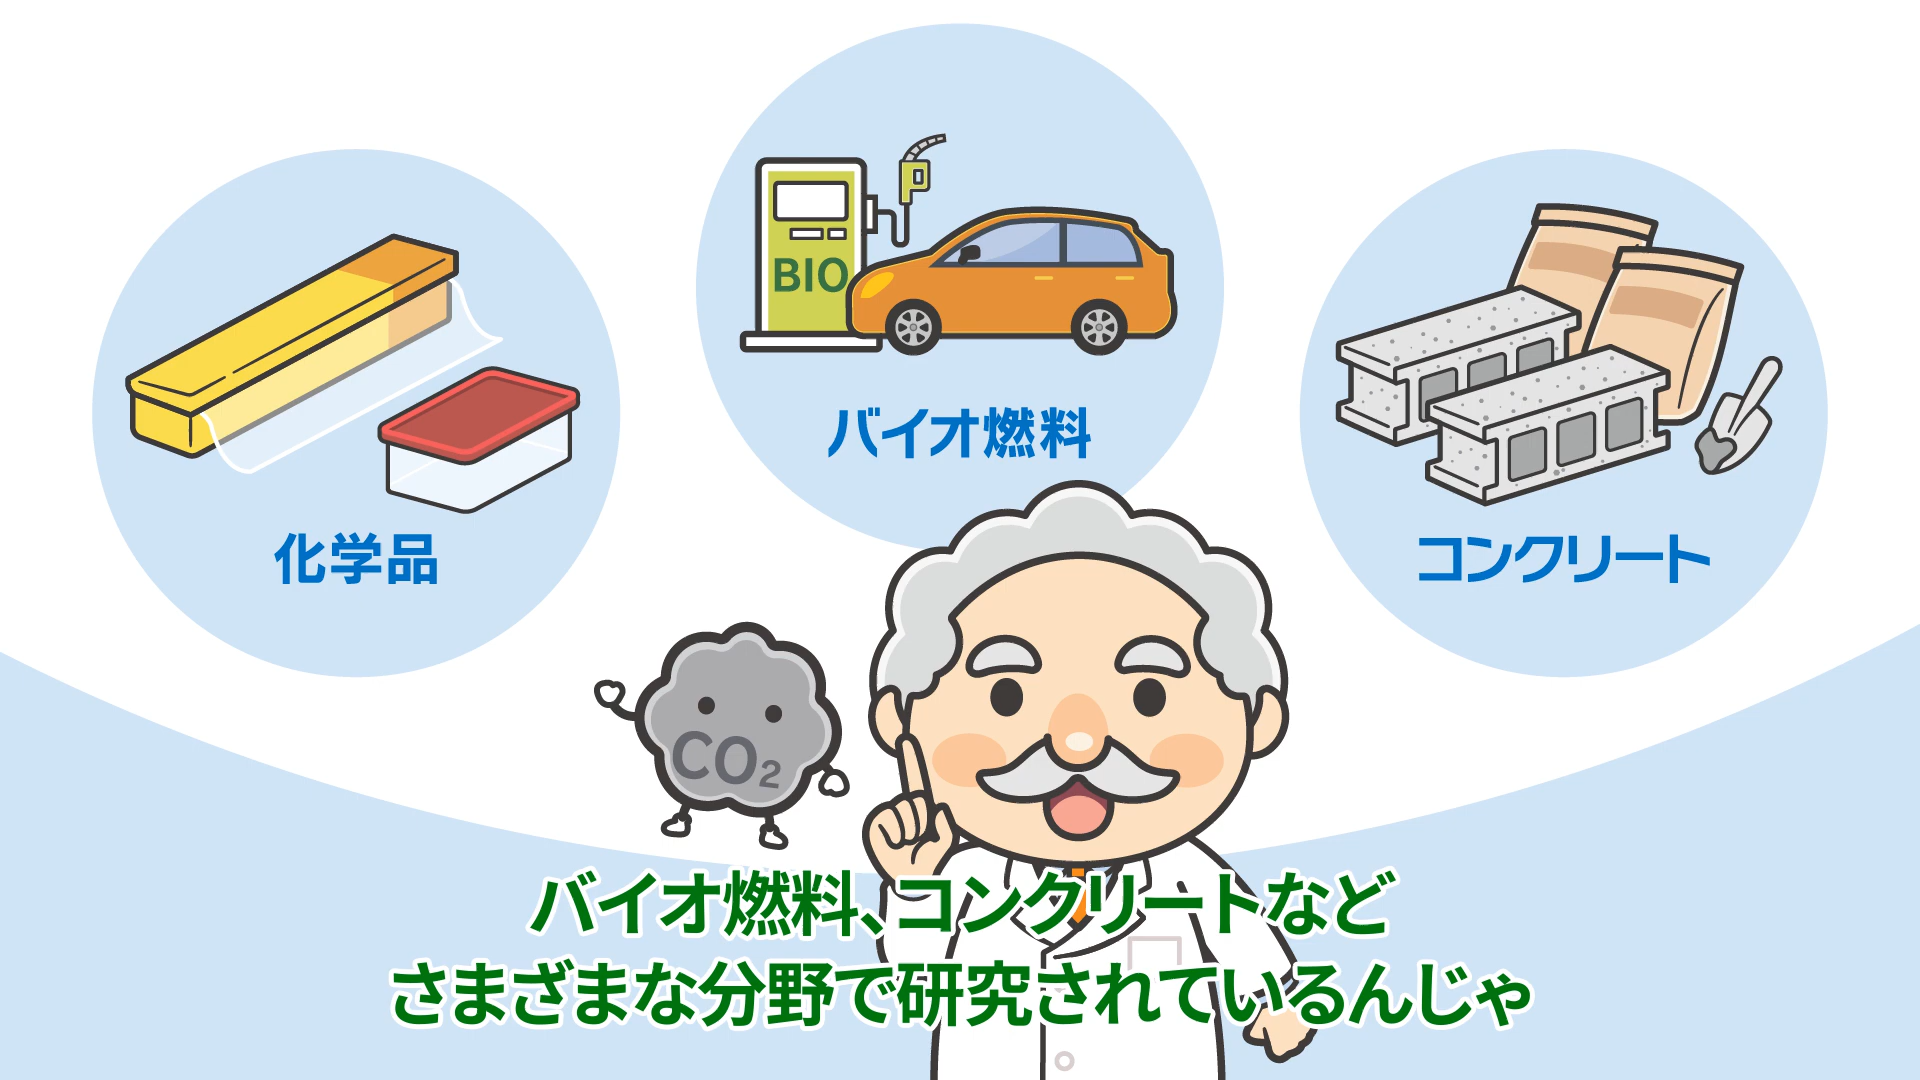 BIO
バイオ燃料
化学品
コンクリート
CO₂
バイオ燃料、コンクリートなど
さまざまな分野で研究されているんじゃ